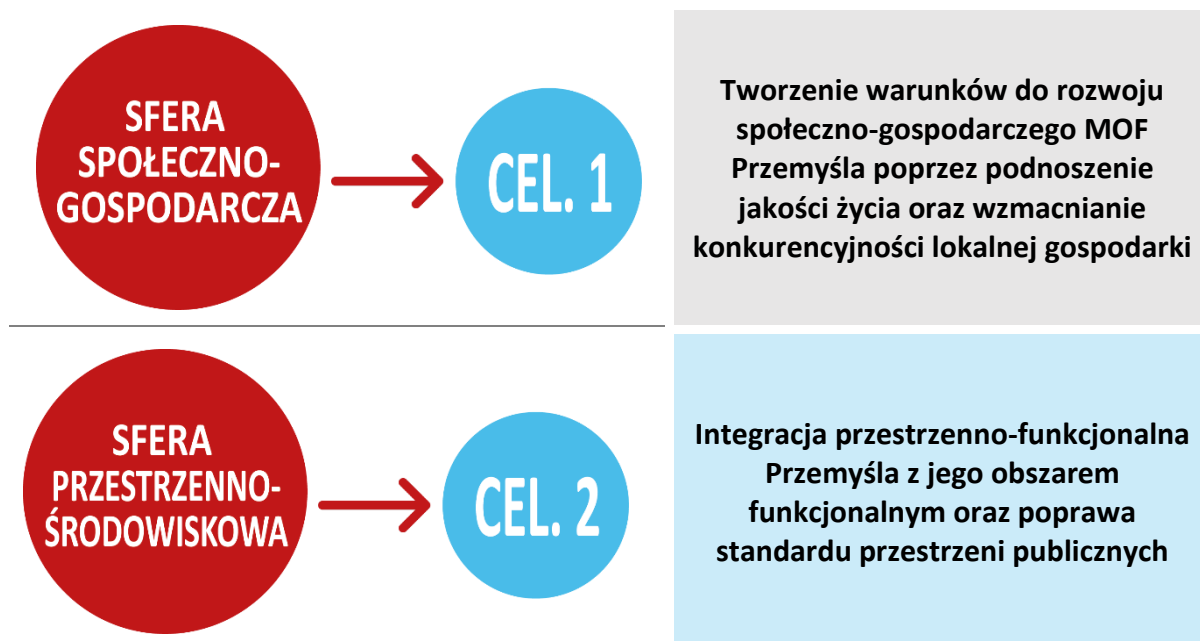 SFERA
SPOŁECZNO-
GOSPODARCZA
CEL. 1
Tworzenie warunków do rozwoju
społeczno-gospodarczego MOF
Przemyśla poprzez podnoszenie
jakości życia oraz wzmacnianie
konkurencyjności lokalnej gospodarki
SFERA
PRZESTRZENNO-
ŚRODOWISKOWA
CEL. 2
Integracja przestrzenno-funkcjonalna
Przemyśla z jego obszarem
funkcjonalnym oraz poprawa
standardu przestrzeni publicznych